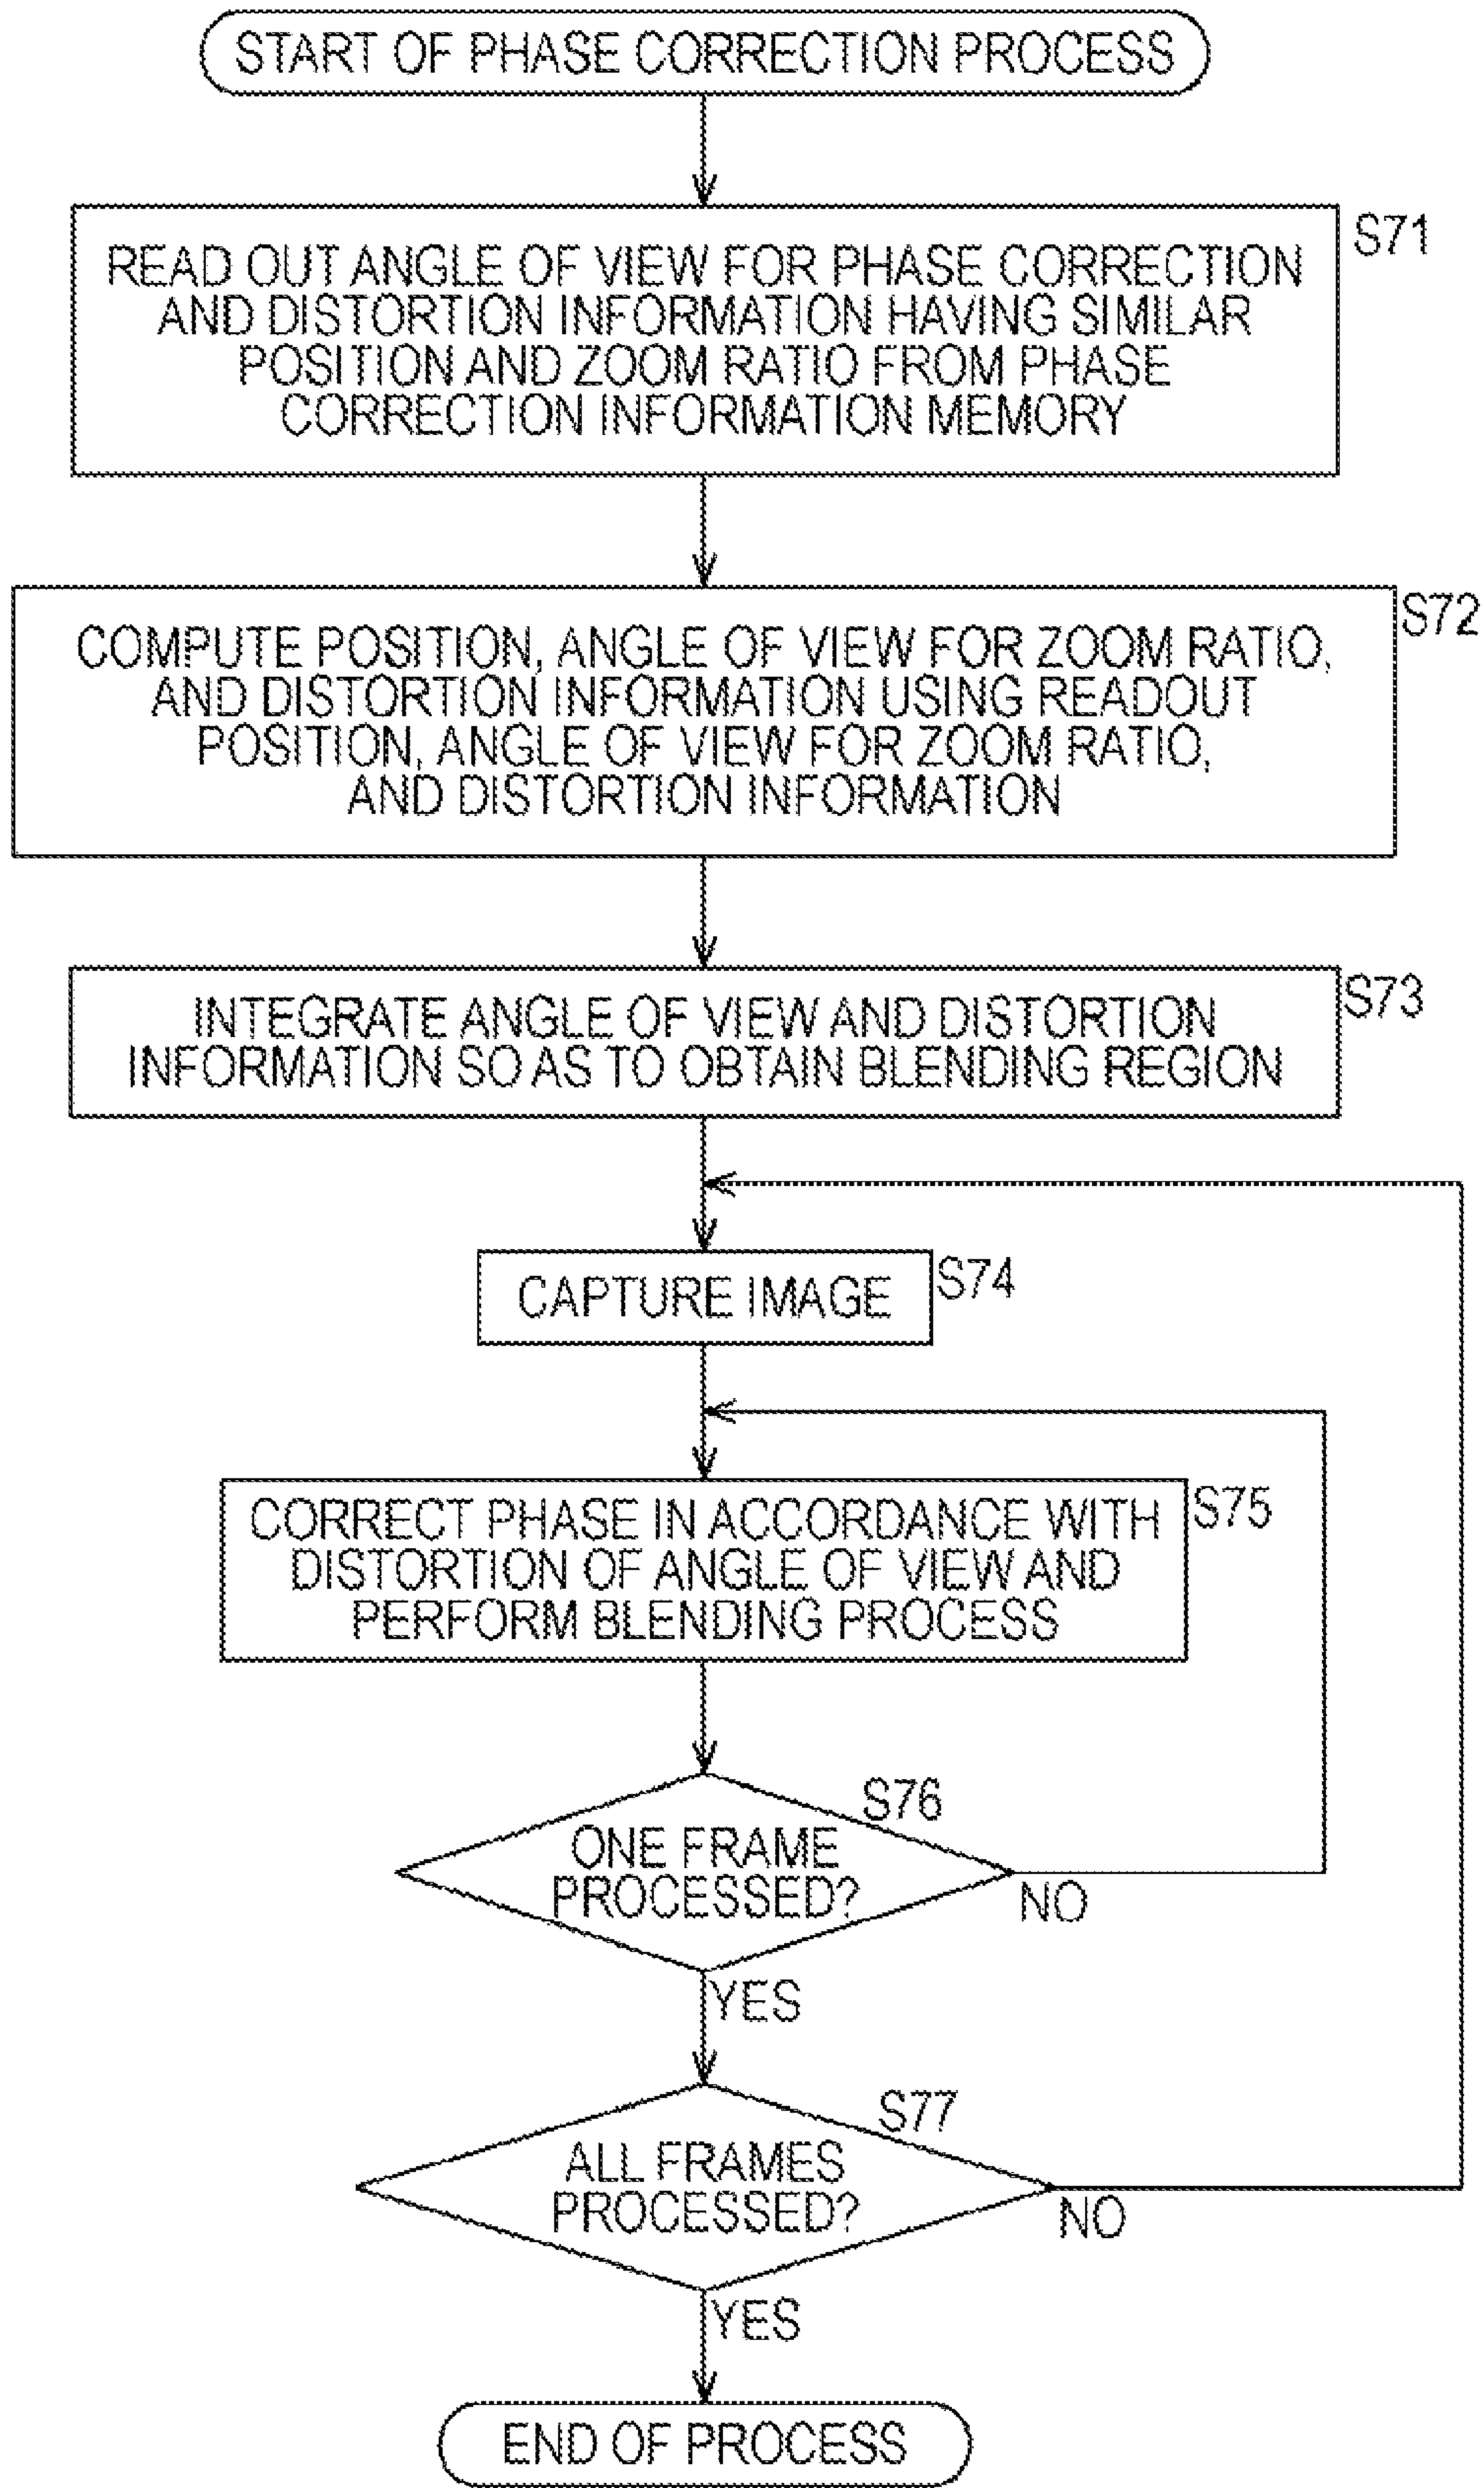 START OF PHASE CORRECTION PROCESS
S71
READ OUT ANGLE OF VIEW FOR PHASE CORRECTION
AND DISTORTION INFORMATION HAVING SIMILAR
POSITION AND ZOOM RATIO FROM PHASE
CORRECTION INFORMATION MEMORY
S72
COMPUTE POSITION, ANGLE OF VIEW FOR ZOOM RATIO,
AND DISTORTION INFORMATION USING READOUT
POSITION, ANGLE OF VIEW FOR ZOOM RATIO,
AND DISTORTION INFORMATION
S73
INTEGRATE ANGLE OF VIEW AND DISTORTION
INFORMATION SO AS TO OBTAIN BLENDING REGION
S74
CAPTURE IMAGE
S75
CORRECT PHASE IN ACCORDANCE WITH
DISTORTION OF ANGLE OF VIEW AND
PERFORM BLENDING PROCESS
S76
ONE FRAME
PROCESSED?
NO
YES
S77
ALL FRAMES
PROCESSED?
NO
YES
END OF PROCESS